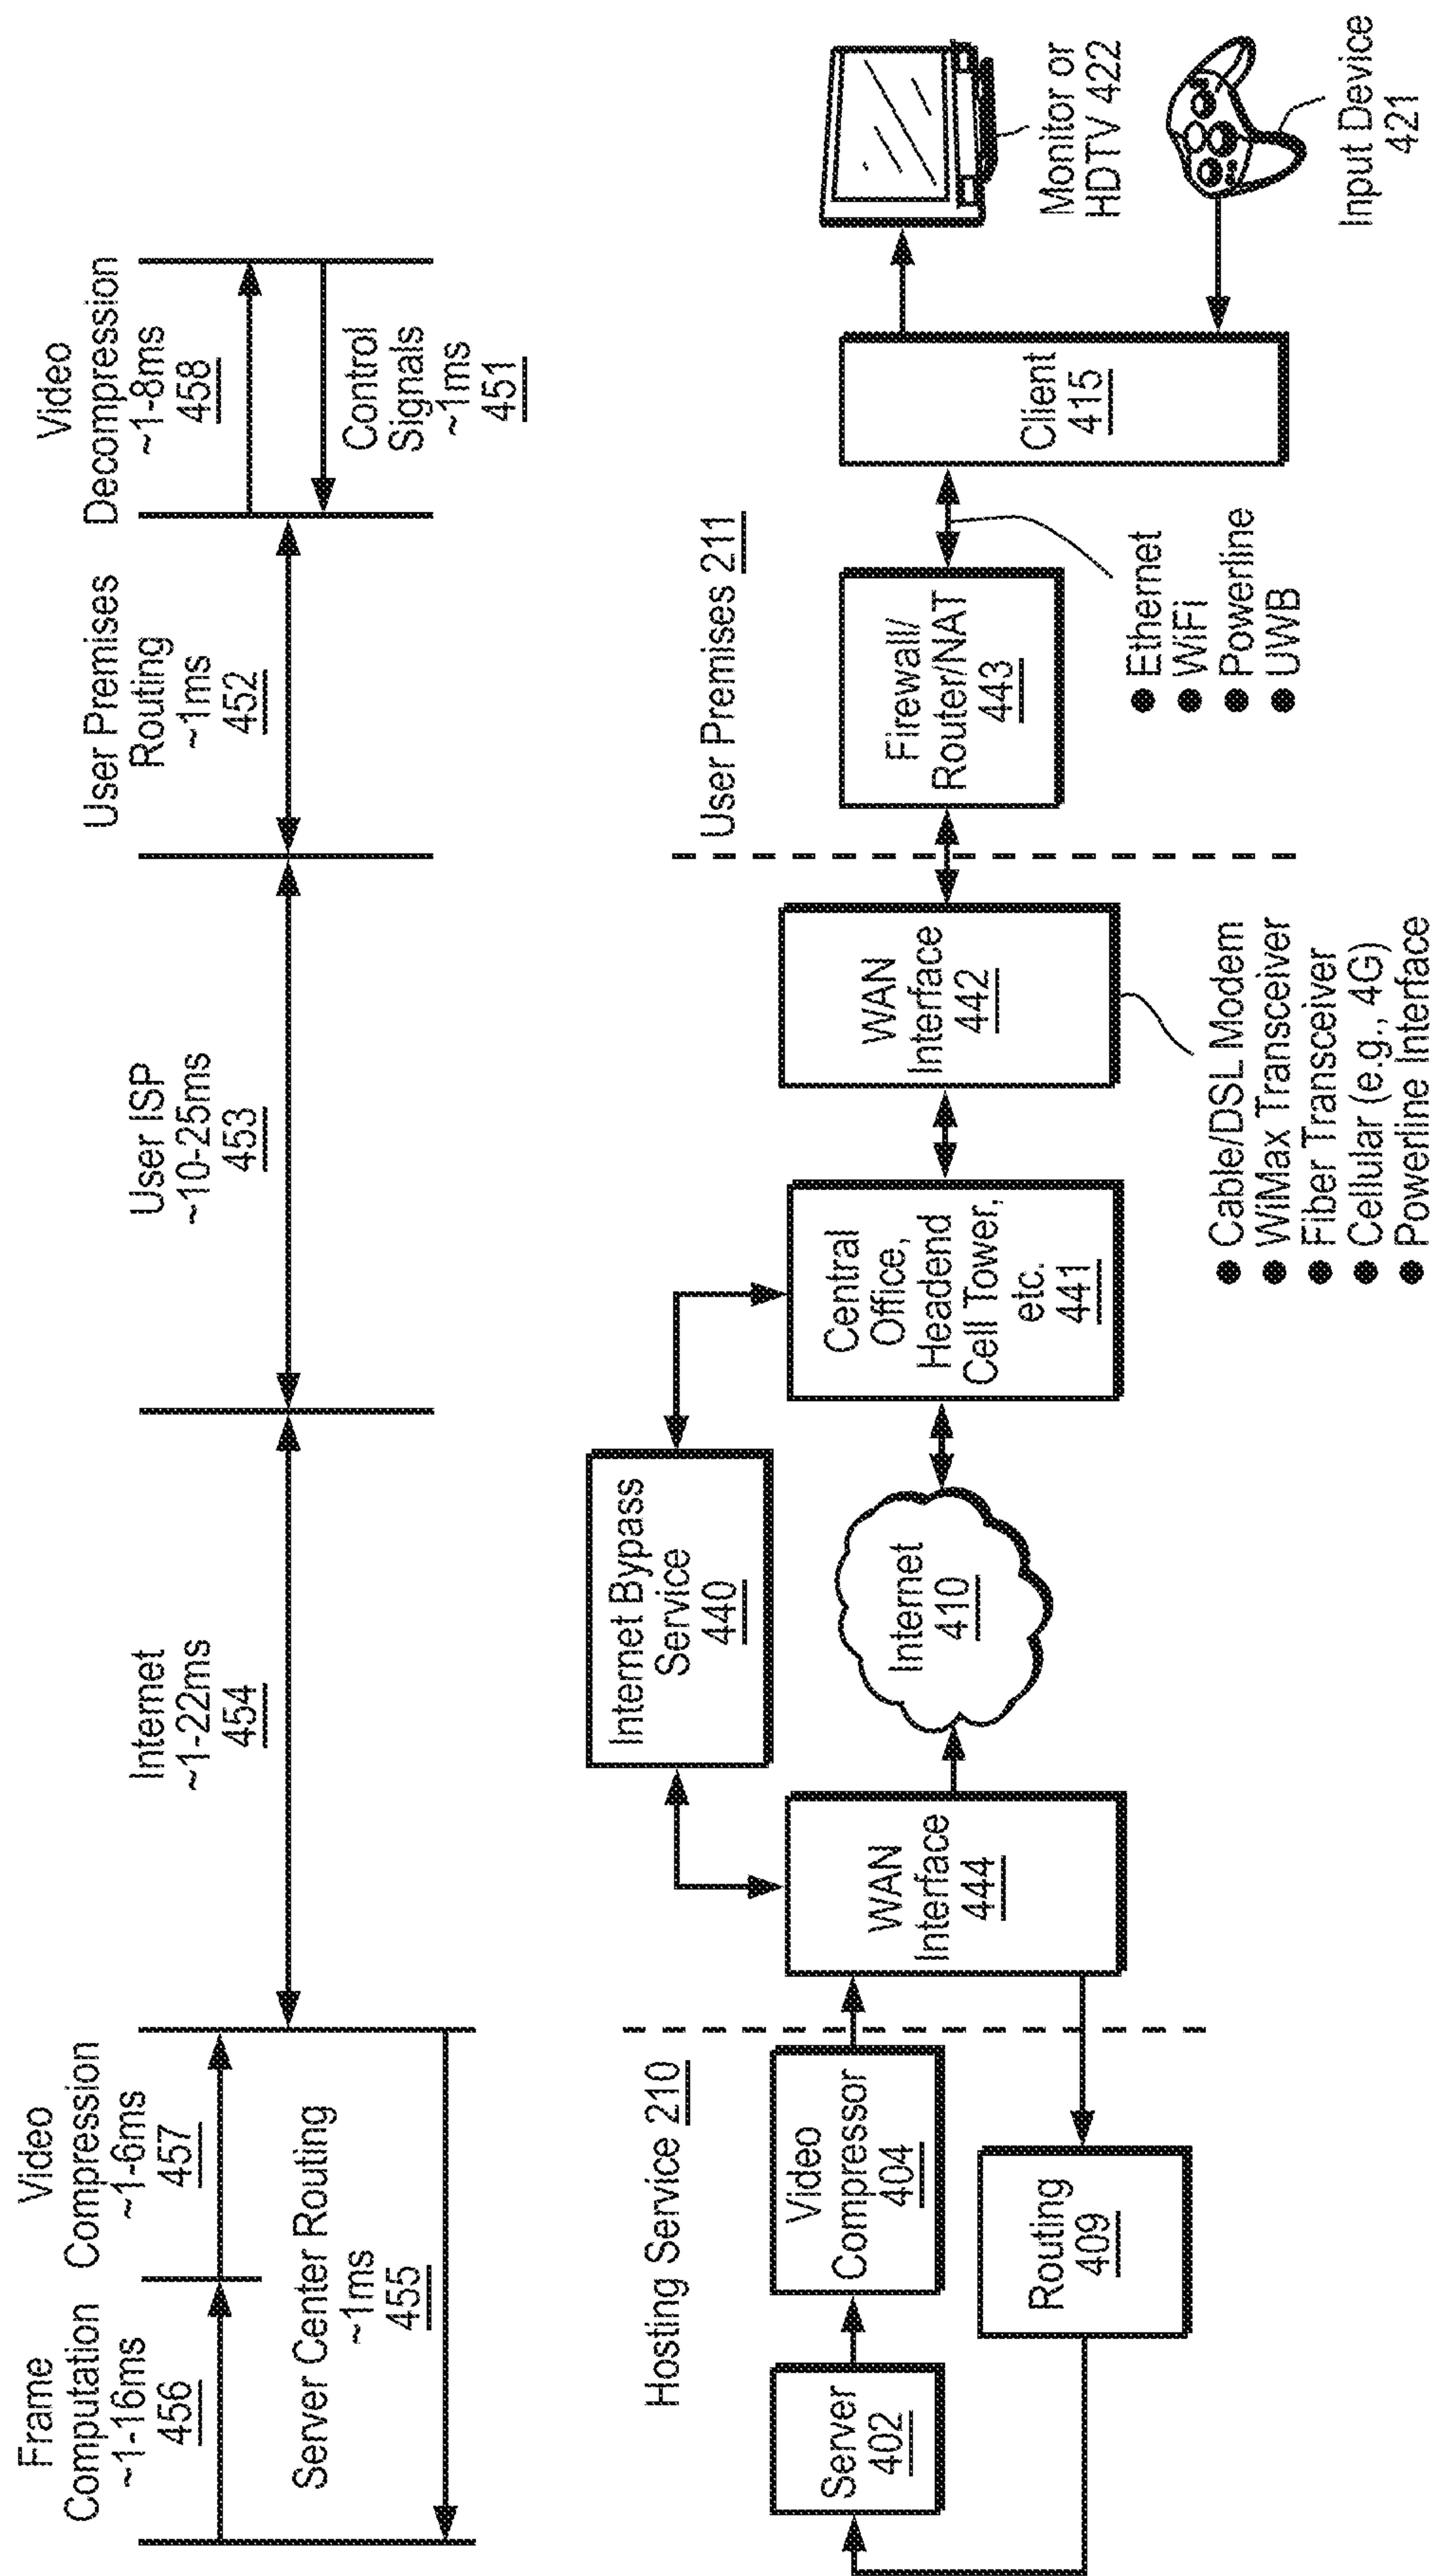 Frame
Computation
~1-16ms
456
Video
Compression
~1-6ms
457
Server Center Routing
~1ms
455
Internet
~1-22ms
454
User ISP
~10-25ms
453
User Premises
Routing
~1ms
452
Video
Decompression
~1-8ms
458
Control
Signals
~1ms
451
Hosting Service 210
Server
402
Video
Compressor
404
Routing
409
WAN
Interface
444
Internet Bypass
Service
440
Internet
410
Central
Office,
Headend
Cell Tower,
etc.
441
WAN
Interface
442
● Cable/DSL Modem
● WiMax Transceiver
● Fiber Transceiver
● Cellular (e.g., 4G)
● Powerline Interface
User Premises 211
Firewall/
Router/NAT
443
● Ethernet
● WiFi
● Powerline
● UWB
Client
415
Monitor or
HDTV 422
Input Device
421